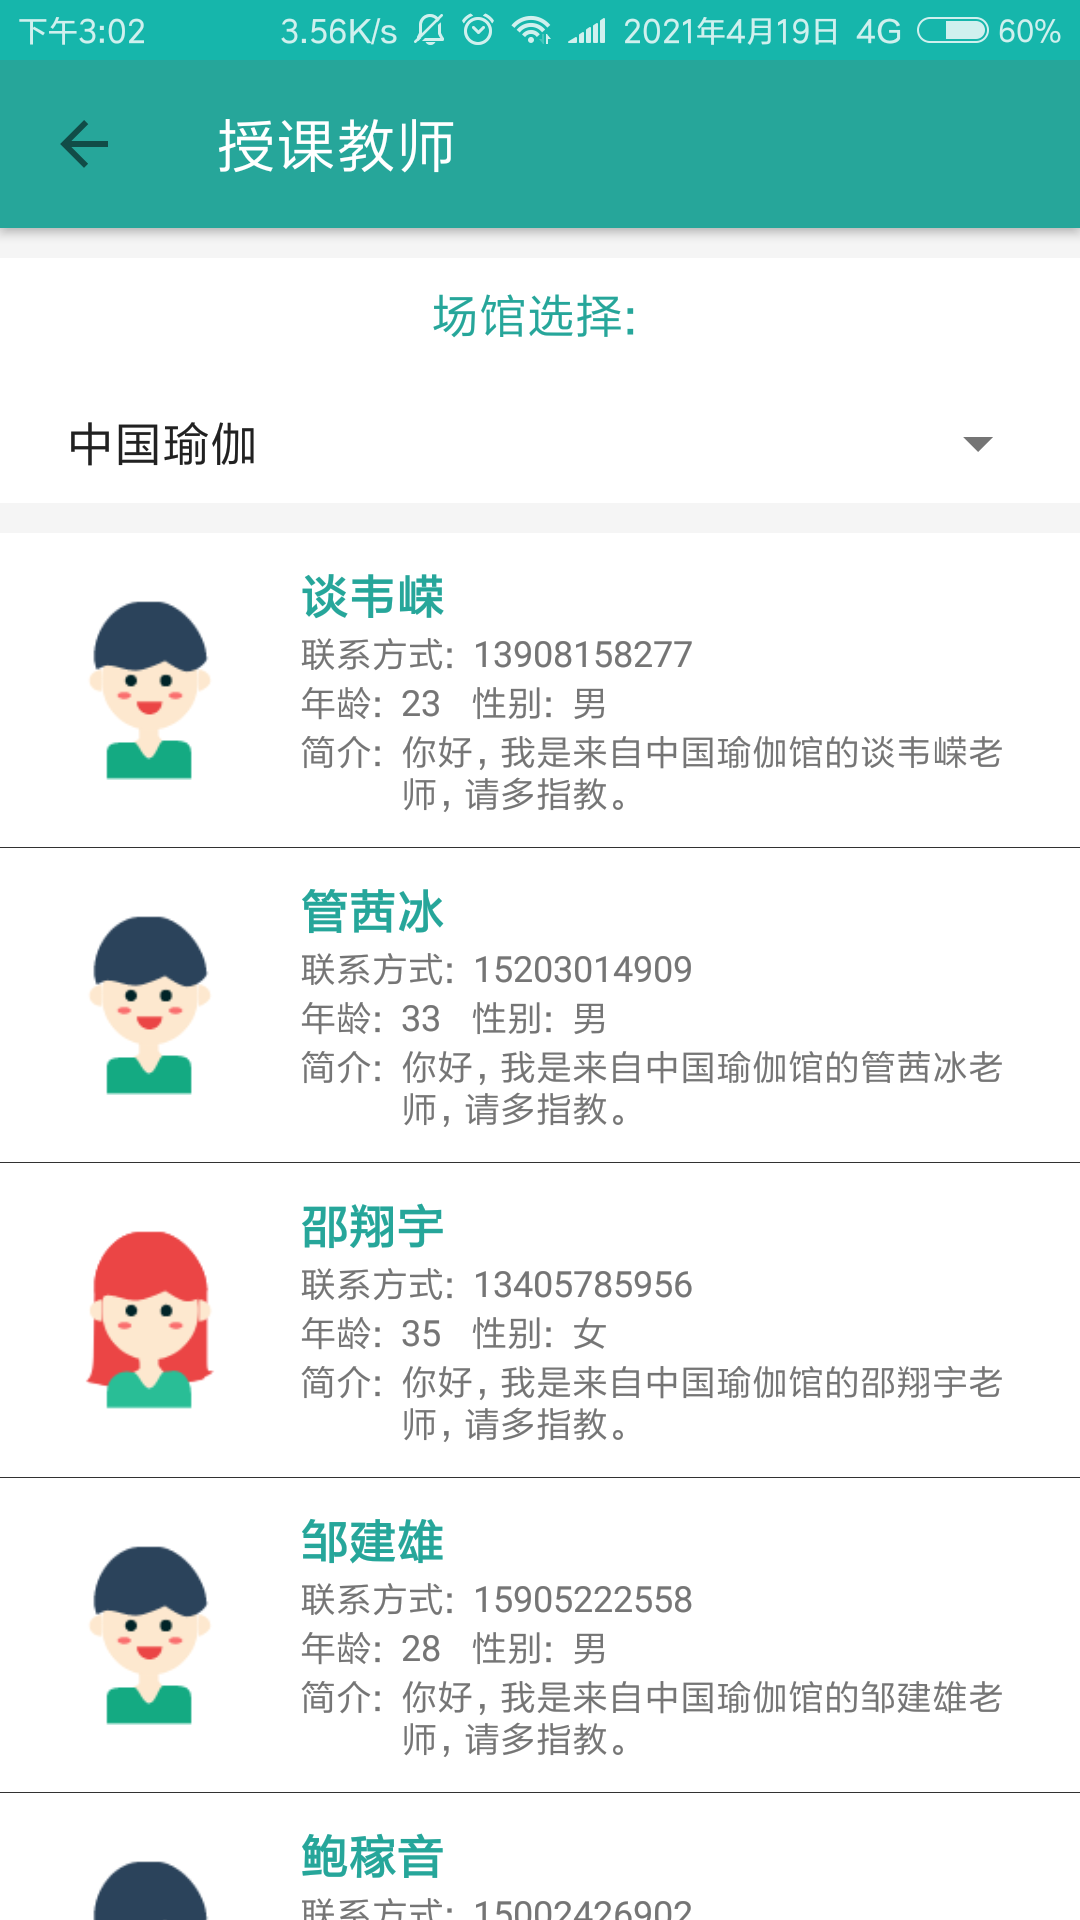 下午3:02 3.56K/s 2021年4月19日 4G 60%
授课教师
场馆选择:
中国瑜伽
谈韦嵘
联系方式: 13908158277
年龄: 23 性别: 男
简介: 你好,我是来自中国瑜伽馆的谈韦嵘老
师,请多指教。
管茜冰
联系方式: 15203014909
年龄: 33 性别: 男
简介: 你好,我是来自中国瑜伽馆的管茜冰老
师,请多指教。
邵翔宇
联系方式: 13405785956
年龄: 35 性别: 女
简介: 你好,我是来自中国瑜伽馆的邵翔宇老
师,请多指教。
邹建雄
联系方式: 15905222558
年龄: 28 性别: 男
简介: 你好,我是来自中国瑜伽馆的邹建雄老
师,请多指教。
鲍稼音
联系方式: 15002426902